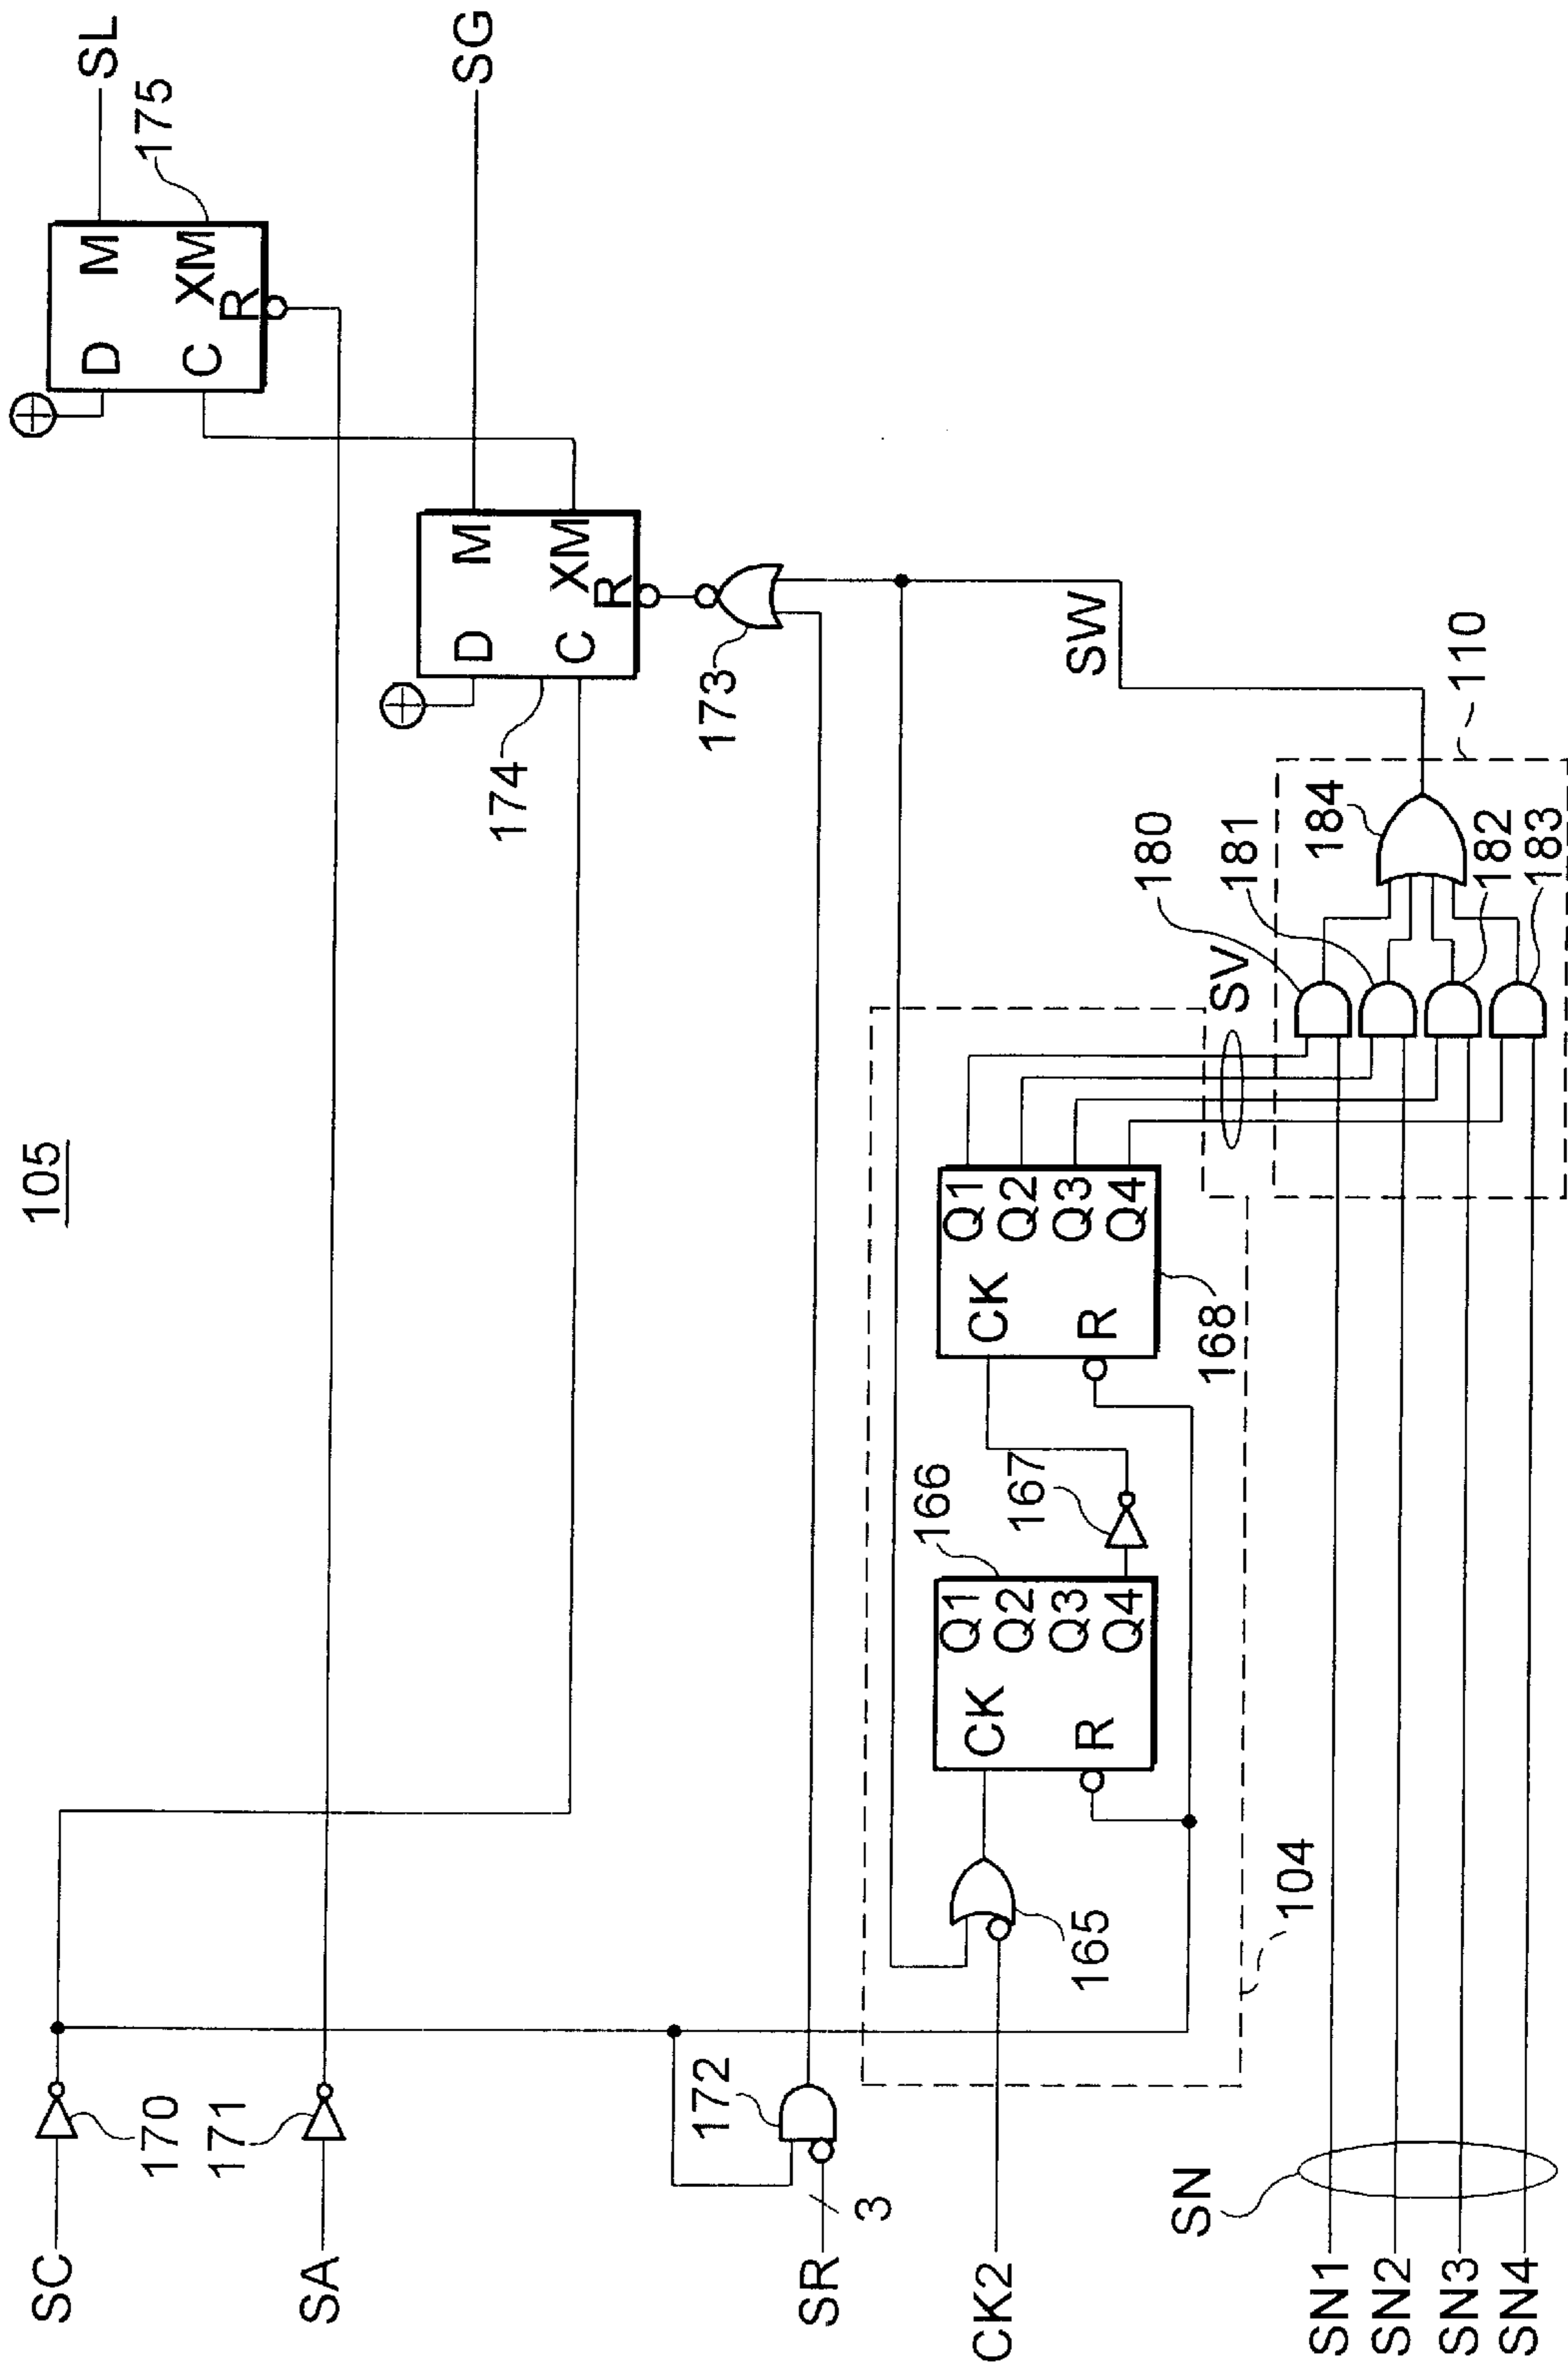 105
SC
170
SA
171
SL
D M
C XM
R
175
SG
D M
C XM
R
174
173
172
SR
3
SW
CK2
165
CK Q1
Q2
R Q3
Q4
166
167
CK Q1
Q2
R Q3
Q4
168
104
SV
180
181
184
182
183
110
SN
SN1
SN2
SN3
SN4